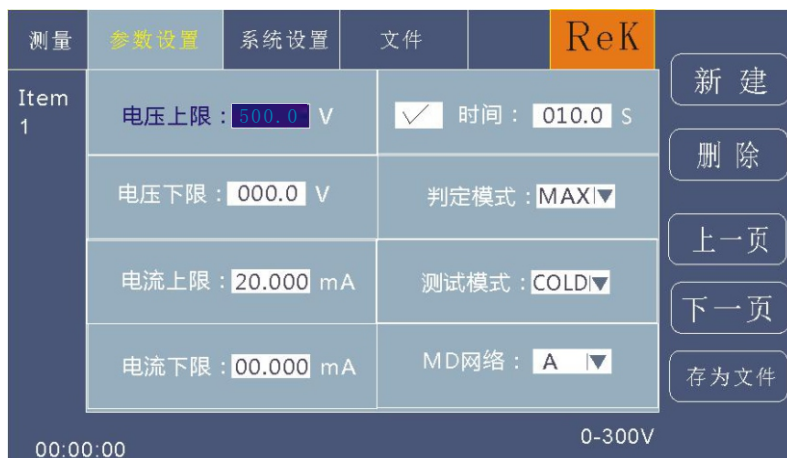 测量 参数设置 系统设置 文件 ReK
Item
1
电压上限：500.0 V
时间： 010.0 S
电压下限：000.0 V
判定模式：MAX
电流上限：20.000 mA
测试模式：COLD
电流下限：00.000 mA
MD网络： A
新建
删除
上一页
下一页
存为文件
00:00:00
0-300V